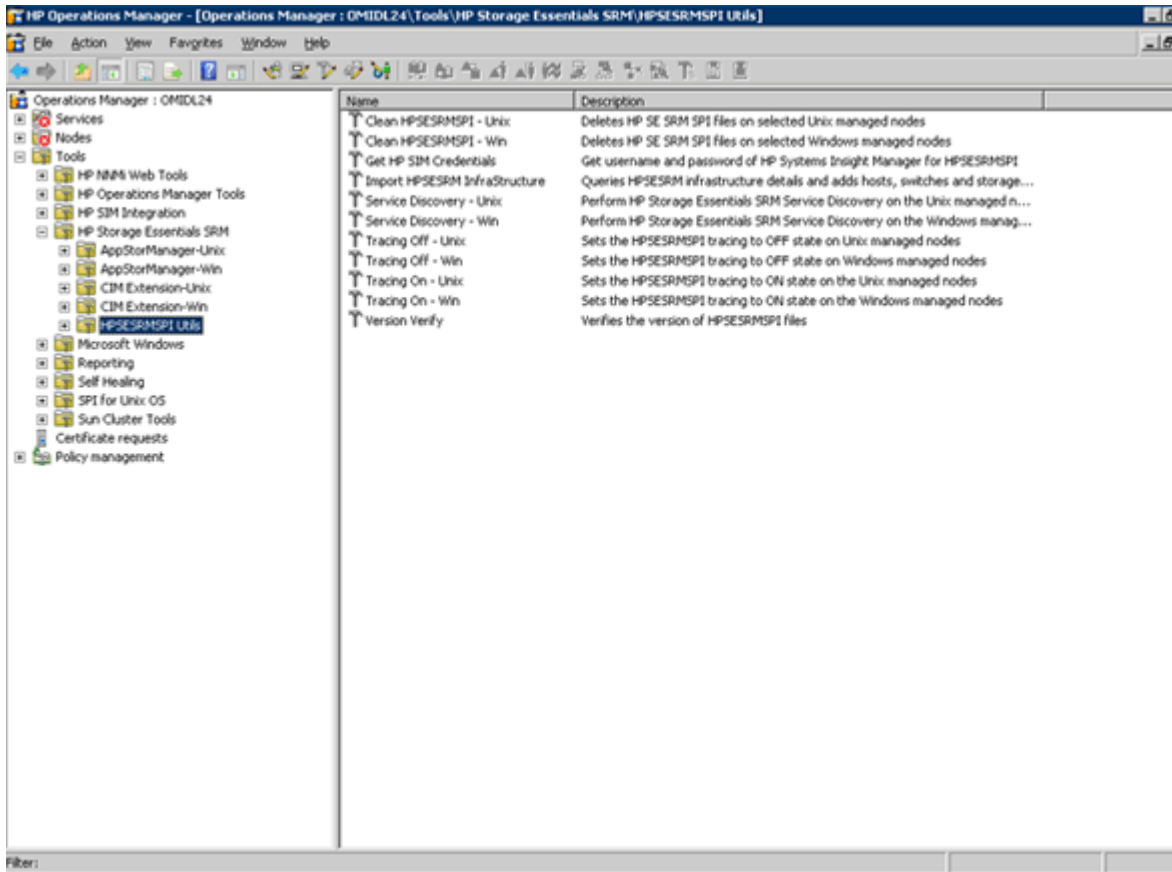 HP Operations Manager - [Operations Manager : OMIDL24\Tools\HP Storage Essentials SRM\HPSESRMSPI Utils]
File Action View Favorites Window Help
Operations Manager : OMIDL24
Services
Nodes
Tools
HP NNMi Web Tools
HP Operations Manager Tools
HP SIM Integration
HP Storage Essentials SRM
AppStorManager-Unix
AppStorManager-Win
CIM Extension-Unix
CIM Extension-Win
HPSESRMSPI Utils
Microsoft Windows
Reporting
Self Healing
SPI for Unix OS
Sun Cluster Tools
Certificate requests
Policy management
Name Description
Clean HPSESRMSPI - Unix Deletes HP SE SRM SPI files on selected Unix managed nodes
Clean HPSESRMSPI - Win Deletes HP SE SRM SPI files on selected Windows managed nodes
Get HP SIM Credentials Get username and password of HP Systems Insight Manager for HPSESRMSPI
Import HPSESRM InfraStructure Queries HPSESRM infrastructure details and adds hosts, switches and storage...
Service Discovery - Unix Perform HP Storage Essentials SRM Service Discovery on the Unix managed n...
Service Discovery - Win Perform HP Storage Essentials SRM Service Discovery on the Windows manag...
Tracing Off - Unix Sets the HPSESRMSPI tracing to OFF state on Unix managed nodes
Tracing Off - Win Sets the HPSESRMSPI tracing to OFF state on Windows managed nodes
Tracing On - Unix Sets the HPSESRMSPI tracing to ON state on the Unix managed nodes
Tracing On - Win Sets the HPSESRMSPI tracing to ON state on the Windows managed nodes
Version Verify Verifies the version of HPSESRMSPI files
Filter: